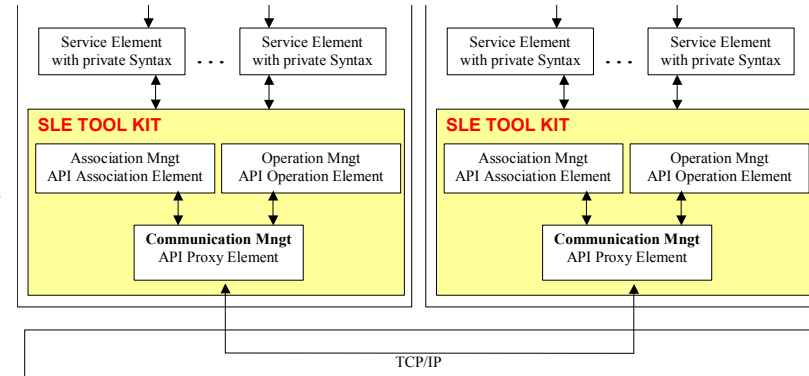 Service Element
with private Syntax
. . .
Service Element
with private Syntax
Service Element
with private Syntax
. . .
Service Element
with private Syntax
SLE TOOL KIT
Association Mngt
API Association Element
Operation Mngt
API Operation Element
Communication Mngt
API Proxy Element
SLE TOOL KIT
Association Mngt
API Association Element
Operation Mngt
API Operation Element
Communication Mngt
API Proxy Element
TCP/IP